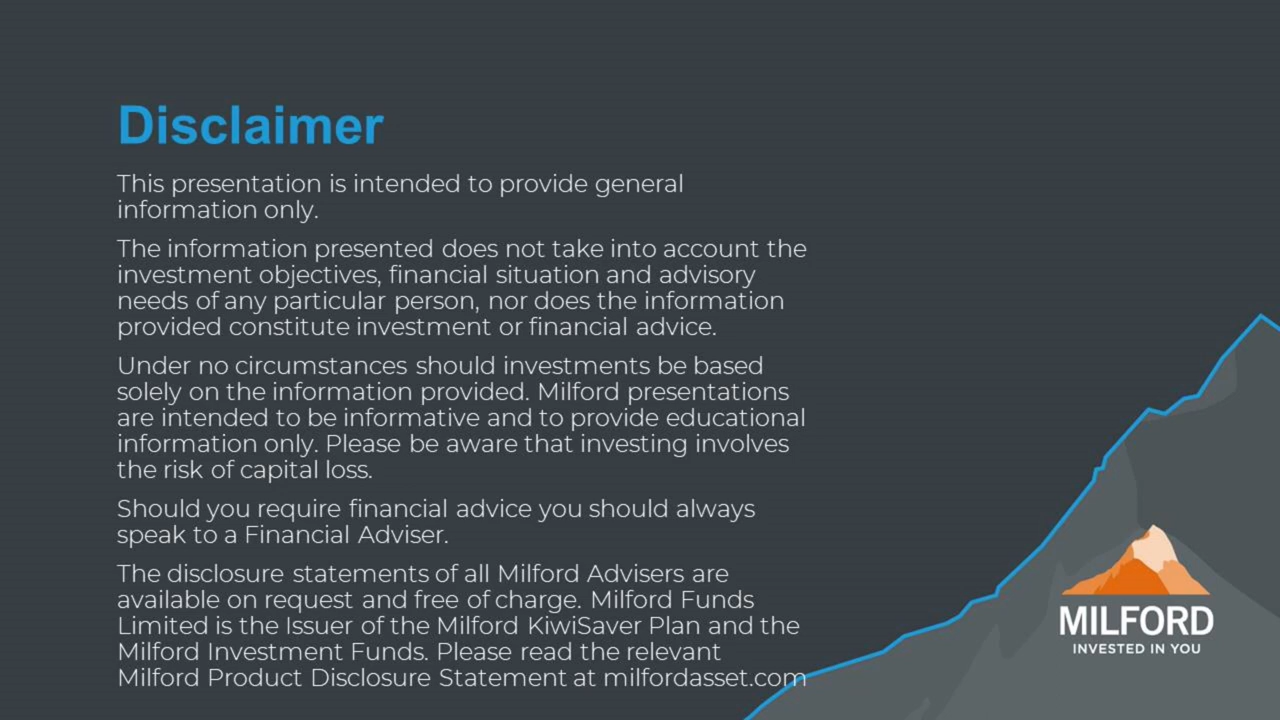 Disclaimer
This presentation is intended to provide general
information only.
The information presented does not take into account the
investment objectives, financial situation and advisory
needs of any particular person, nor does the information
provided constitute investment or financial advice.
Under no circumstances should investments be based
solely on the information provided. Milford presentations
are intended to be informative and to provide educational
information only. Please be aware that investing involves
the risk of capital loss.
Should you require financial advice you should always
speak to a Financial Adviser.
The disclosure statements of all Milford Advisers are
available on request and free of charge. Milford Funds
Limited is the Issuer of the Milford KiwiSaver Plan and the
Milford Investment Funds. Please read the relevant
Milford Product Disclosure Statement at milfordasset.com
MILFORD
INVESTED IN YOU